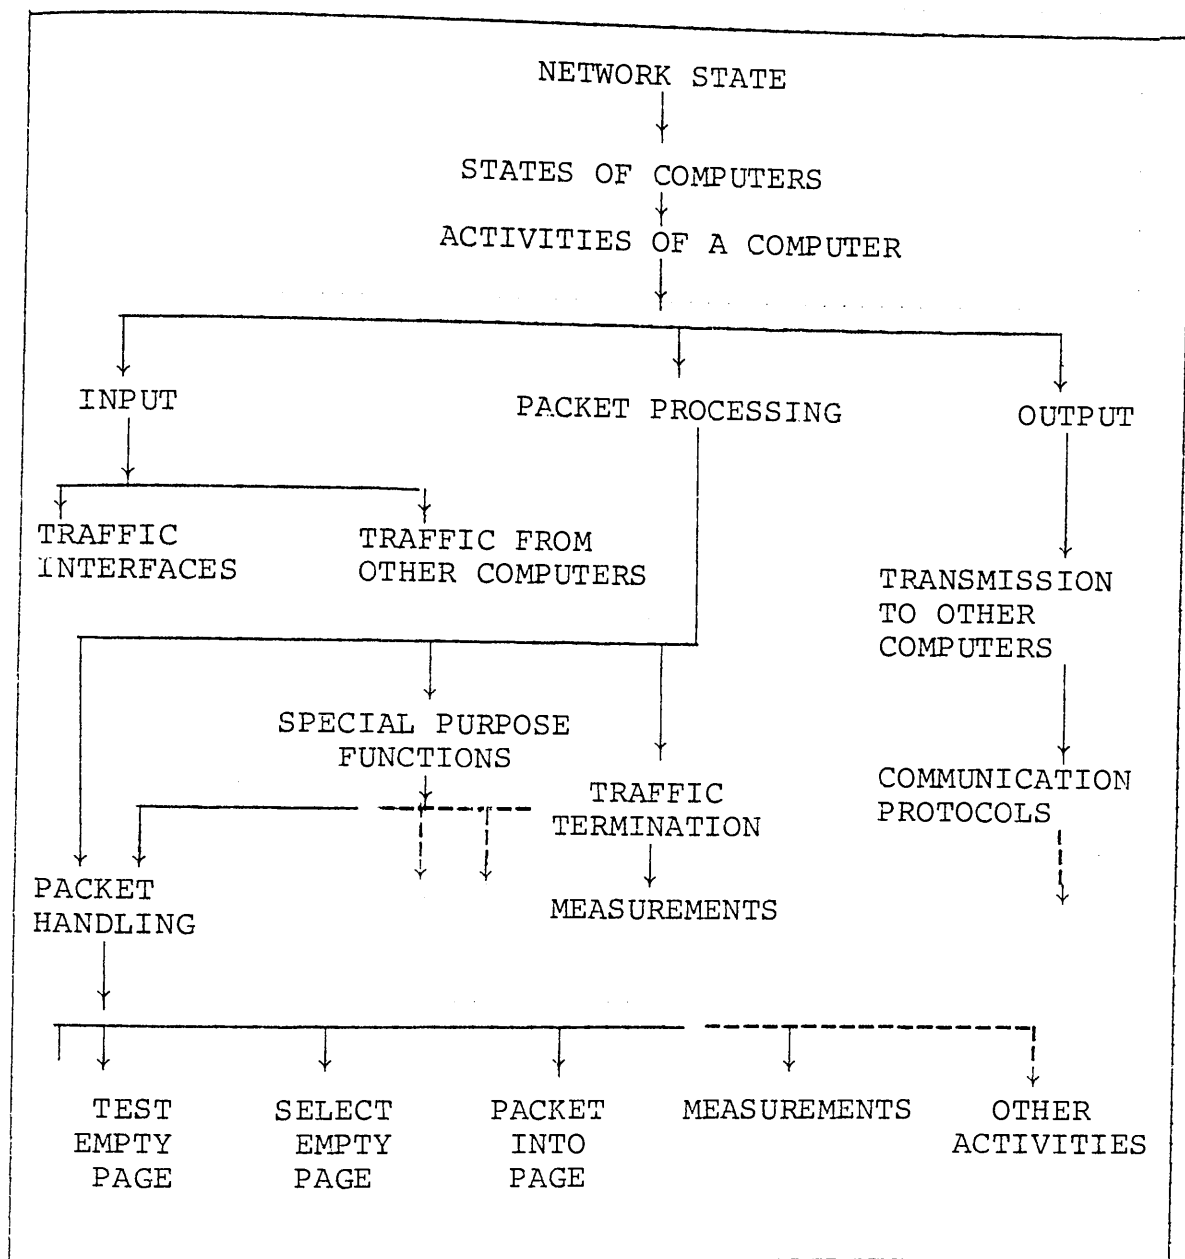 NETWORK STATE
STATES OF COMPUTERS
ACTIVITIES OF A COMPUTER
INPUT
PACKET PROCESSING
OUTPUT
TRAFFIC
INTERFACES
TRAFFIC FROM
OTHER COMPUTERS
TRANSMISSION
TO OTHER
COMPUTERS
SPECIAL PURPOSE
FUNCTIONS
TRAFFIC
TERMINATION
COMMUNICATION
PROTOCOLS
PACKET
HANDLING
MEASUREMENTS
TEST
EMPTY
PAGE
SELECT
EMPTY
PAGE
PACKET
INTO
PAGE
MEASUREMENTS
OTHER
ACTIVITIES